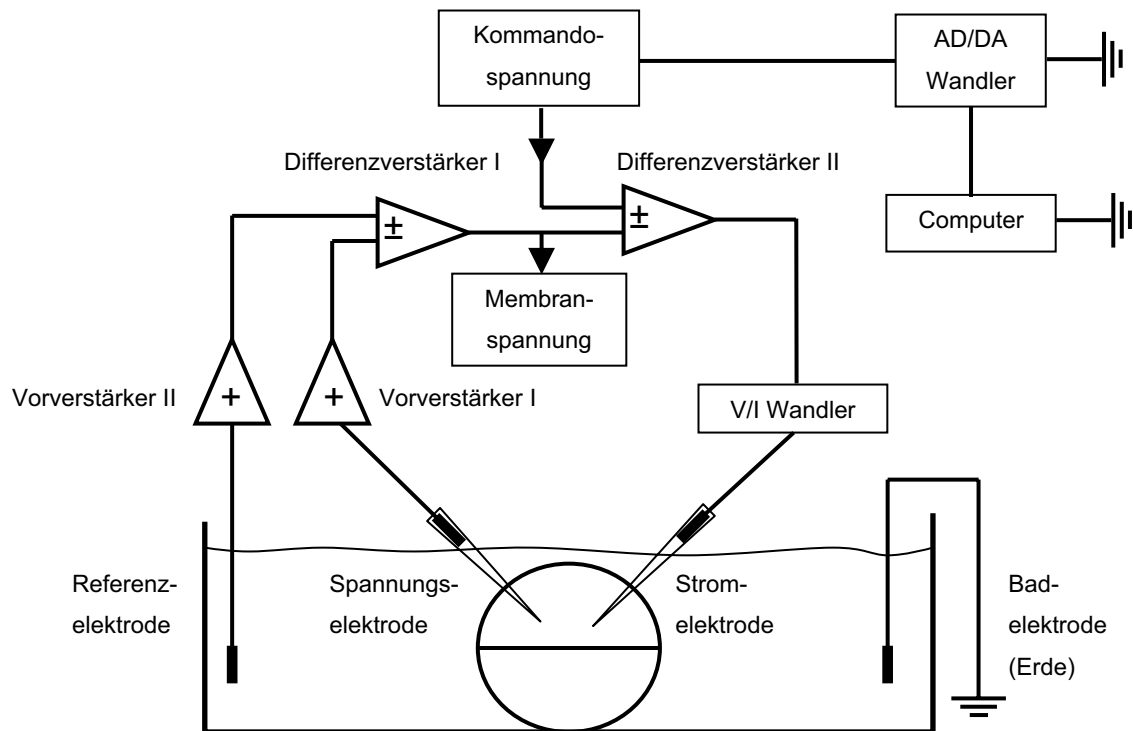 Kommando-
spannung
AD/DA
Wandler
Differenzverstärker I
Differenzverstärker II
±
±
Computer
Membran-
spannung
Vorverstärker II
+
+
Vorverstärker I
V/I Wandler
Referenz-
elektrode
Spannungs-
elektrode
Strom-
elektrode
Bad-
elektrode
(Erde)